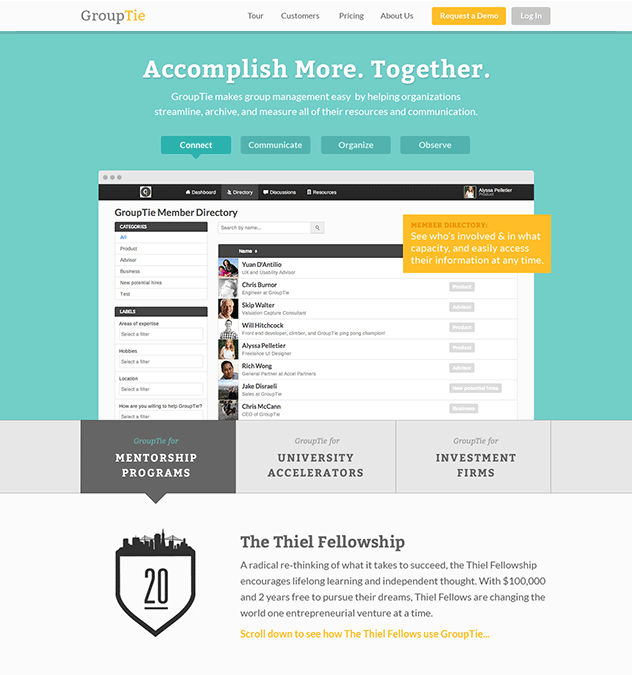 GroupTie
Tour Customers Pricing About Us Request a Demo Log In
Accomplish More. Together.
GroupTie makes group management easy by helping organizations
streamline, archive, and measure all of their resources and communication.
Connect Communicate Organize Observe
Dashboard Directory Discussions Resources
Alyssa Pelletier
Product
GroupTie Member Directory
CATEGORIES
All
Product
Advisor
Business
New potential hires
Test
LABELS
Areas of expertise
Select a filter
Hobbies
Select a filter
Location
Select a filter
How are you willing to help GroupTie?
Select a filter
Search by name...
Name
Yuan D'Antilio
UX and Usability Advisor
Chris Bumor
Engineer at GroupTie
Product
Skip Walter
Valuation Capture Consultant
Advisor
Will Hitchcock
Front end developer, climber, and GroupTie ping pong champion!
Product
Alyssa Pelletier
Freelance UI Designer
Product
Rich Wong
General Partner at Accel Partners
Advisor
Jake Disraeli
Sales at GroupTie
New potential hires
Chris McCann
CEO of GroupTie
Business
MEMBER DIRECTORY:
See who's involved & in what
capacity, and easily access
their information at any time.
GroupTie for
MENTORSHIP
PROGRAMS
GroupTie for
UNIVERSITY
ACCELERATORS
GroupTie for
INVESTMENT
FIRMS
20
The Thiel Fellowship
A radical re-thinking of what it takes to succeed, the Thiel Fellowship
encourages lifelong learning and independent thought. With $100,000
and 2 years free to pursue their dreams, Thiel Fellows are changing the
world one entrepreneurial venture at a time.
Scroll down to see how The Thiel Fellows use GroupTie...